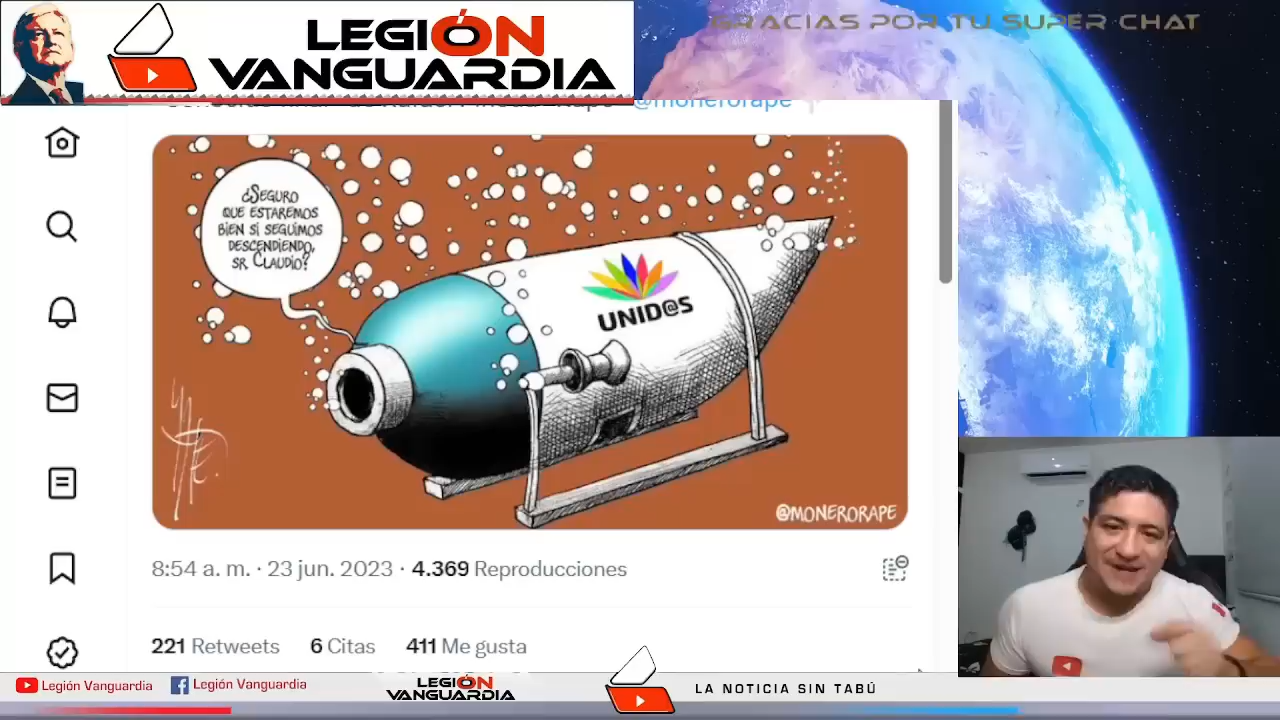 LEGIÓN
VANGUARDIA
GRACIAS POR TU SUPER CHAT
@monerorape
¿SEGURO
QUE ESTAREMOS
BIEN SI SEGUIMOS
DESCENDIENDO,
SR. CLAUDIO?
UNID@S
@MONERORAPE
8:54 a. m. · 23 jun. 2023 · 4.369 Reproducciones
221 Retweets 6 Citas 411 Me gusta
Legión Vanguardia
Legión Vanguardia
LEGIÓN
VANGUARDIA
LA NOTICIA SIN TABÚ